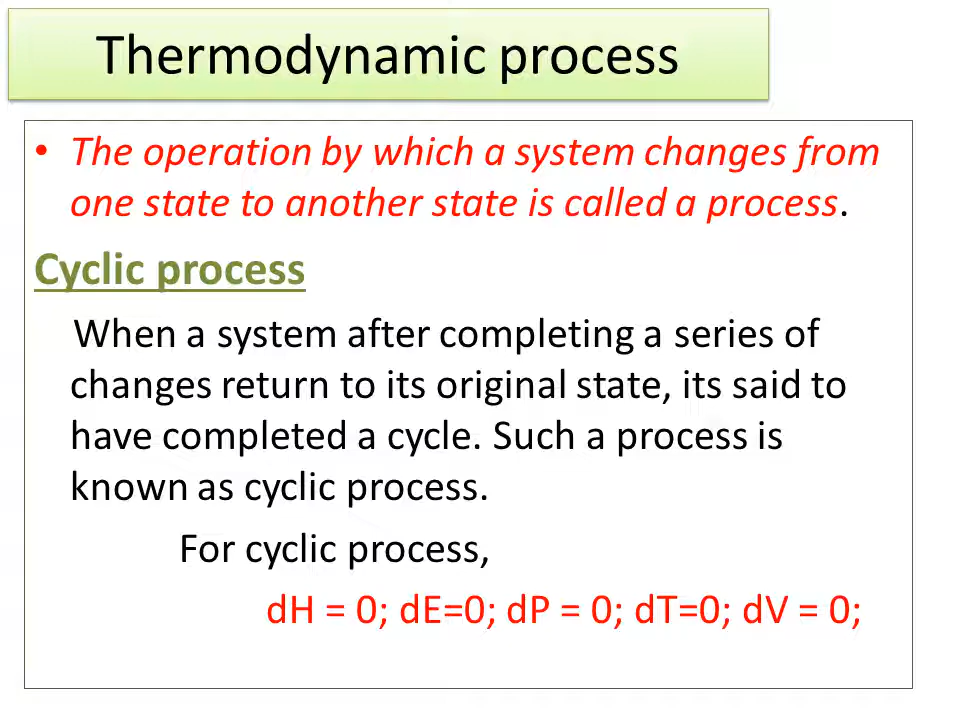 Thermodynamic process
• The operation by which a system changes from
one state to another state is called a process.
Cyclic process
When a system after completing a series of
changes return to its original state, its said to
have completed a cycle. Such a process is
known as cyclic process.
For cyclic process,
dH = 0; dE=0; dP = 0; dT=0; dV = 0;